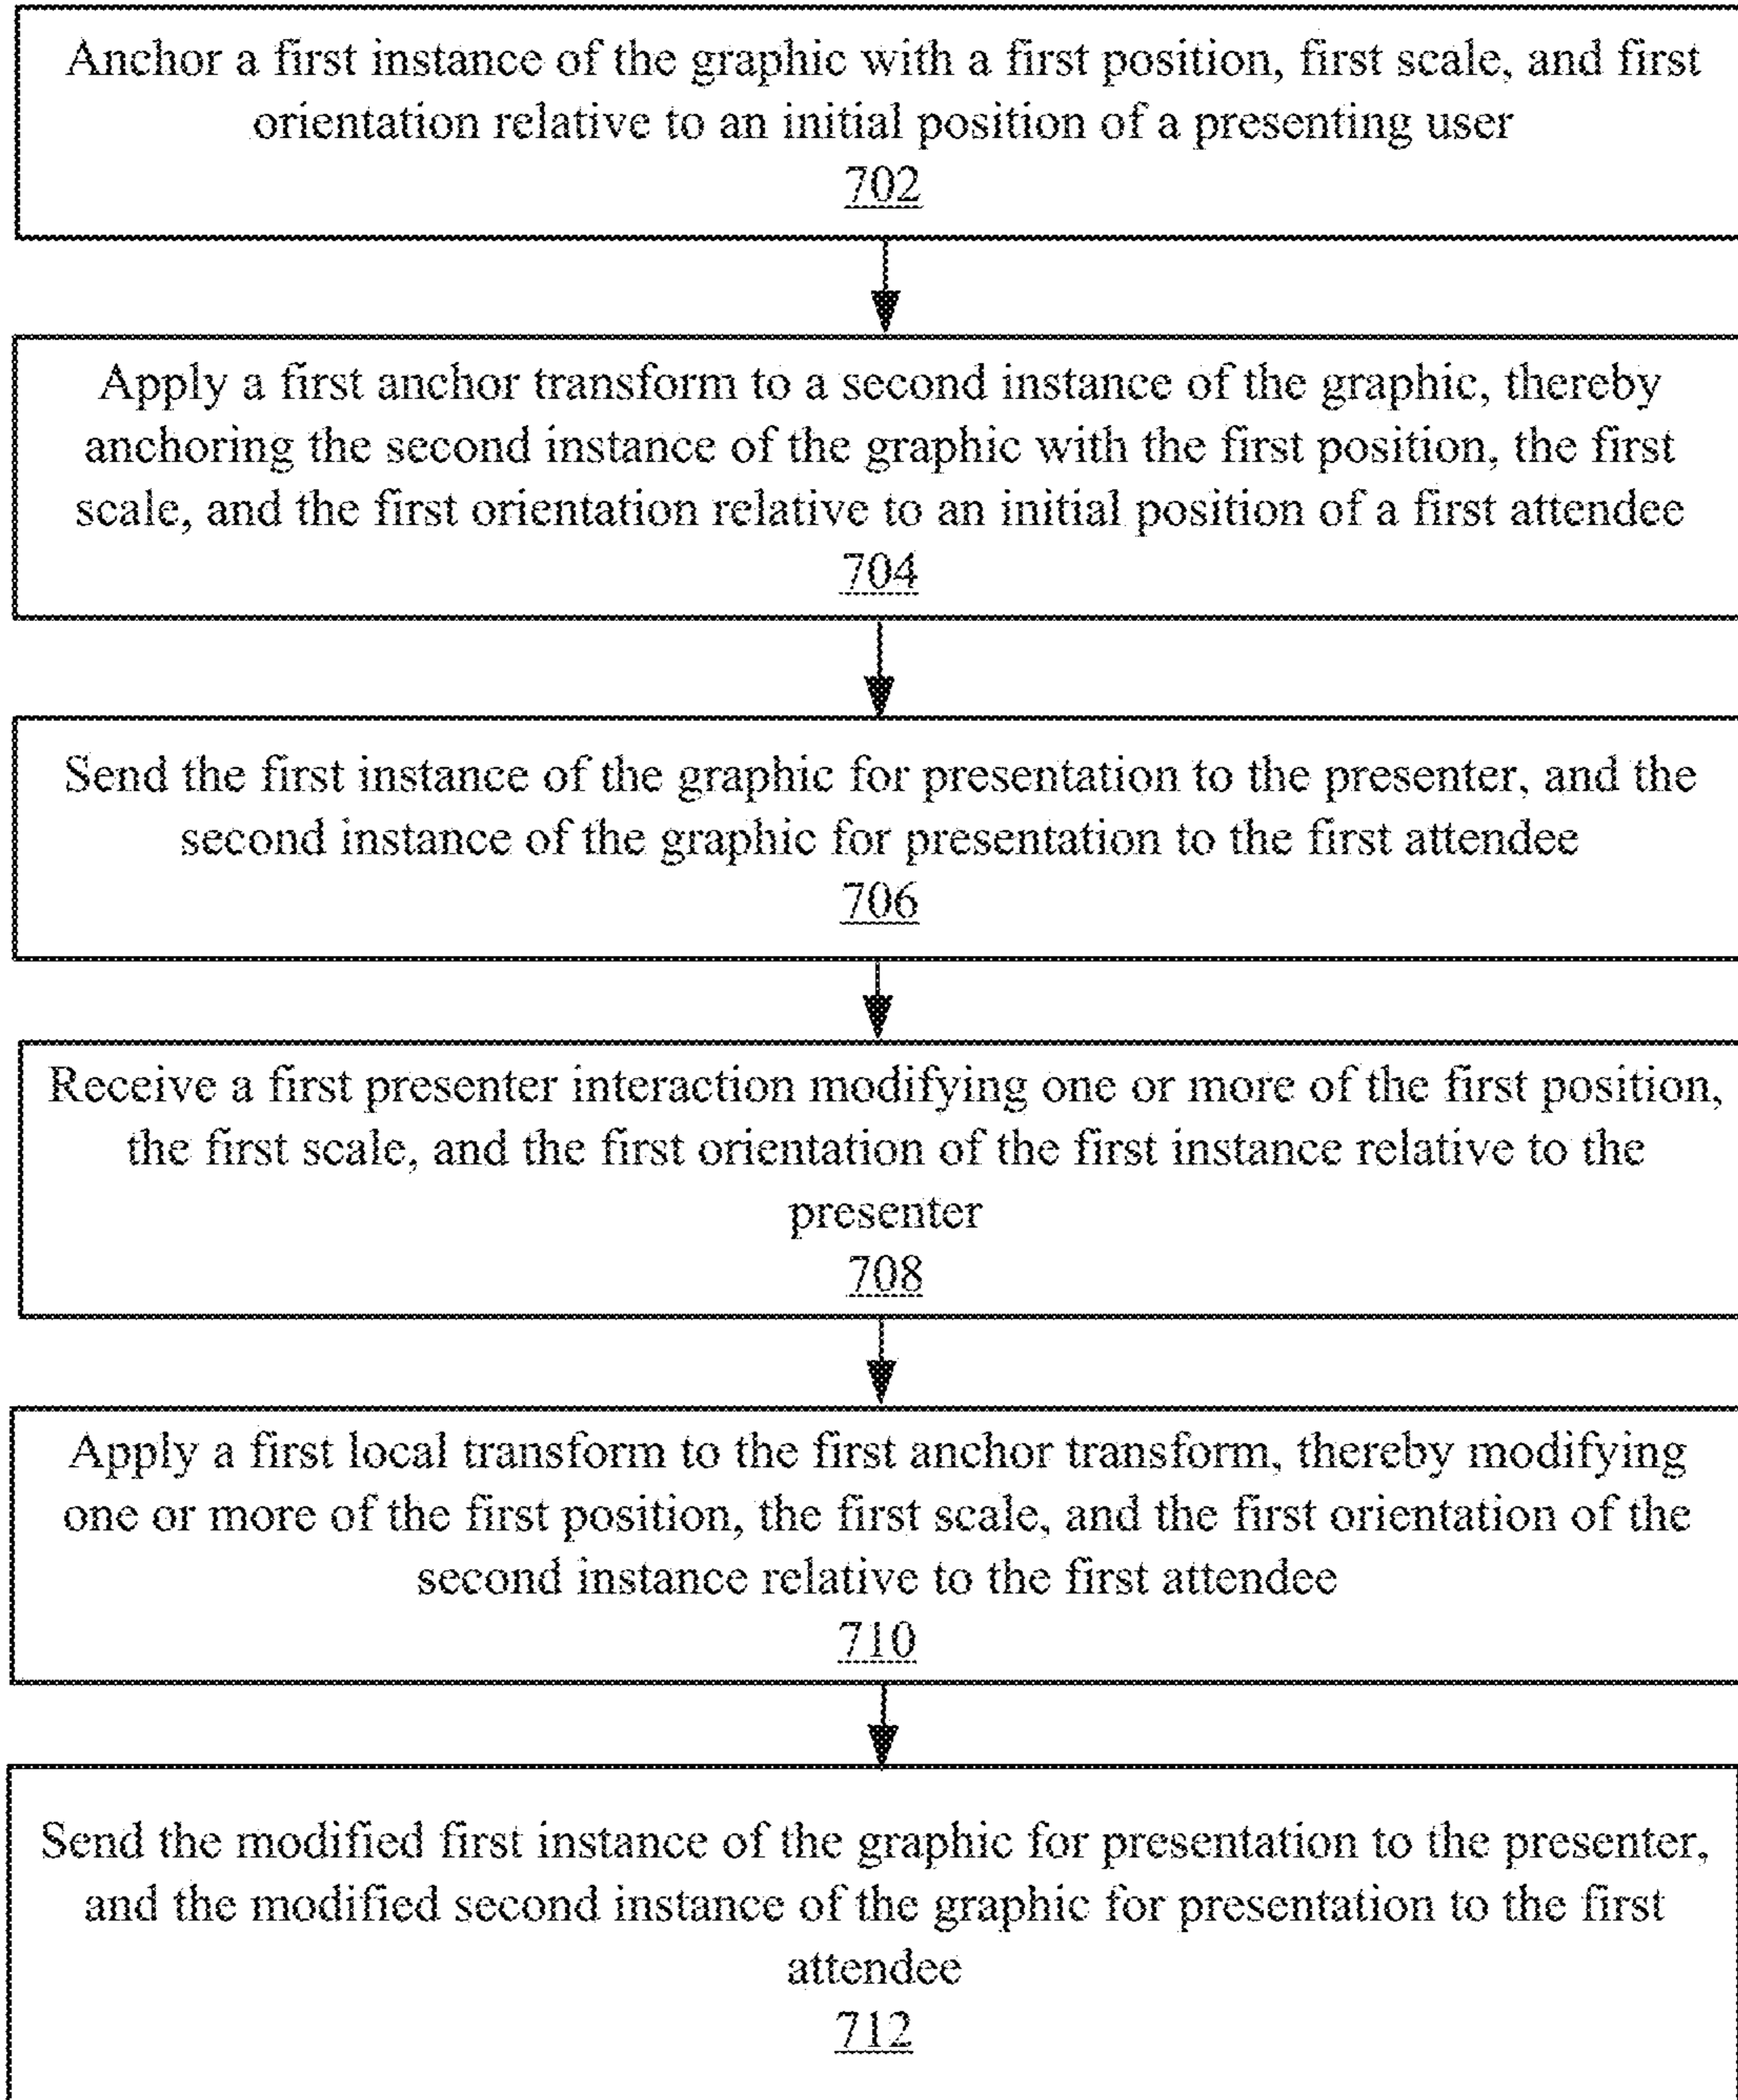 Anchor a first instance of the graphic with a first position, first scale, and first
orientation relative to an initial position of a presenting user
702
Apply a first anchor transform to a second instance of the graphic, thereby
anchoring the second instance of the graphic with the first position, the first
scale, and the first orientation relative to an initial position of a first attendee
704
Send the first instance of the graphic for presentation to the presenter, and the
second instance of the graphic for presentation to the first attendee
706
Receive a first presenter interaction modifying one or more of the first position,
the first scale, and the first orientation of the first instance relative to the
presenter
708
Apply a first local transform to the first anchor transform, thereby modifying
one or more of the first position, the first scale, and the first orientation of the
second instance relative to the first attendee
710
Send the modified first instance of the graphic for presentation to the presenter,
and the modified second instance of the graphic for presentation to the first
attendee
712